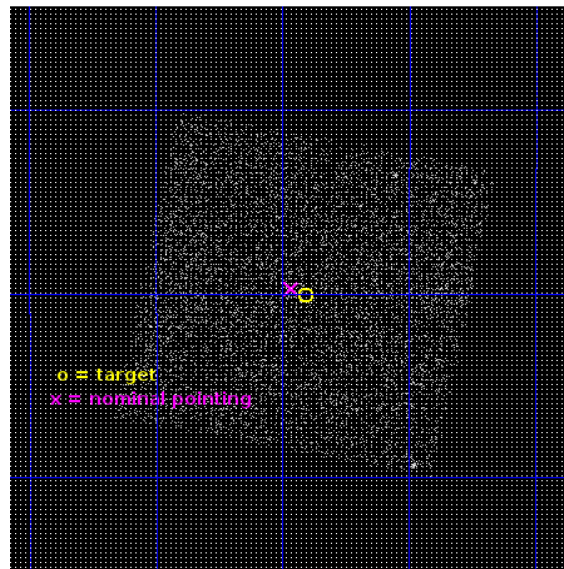 o = target
x = nominal pointing